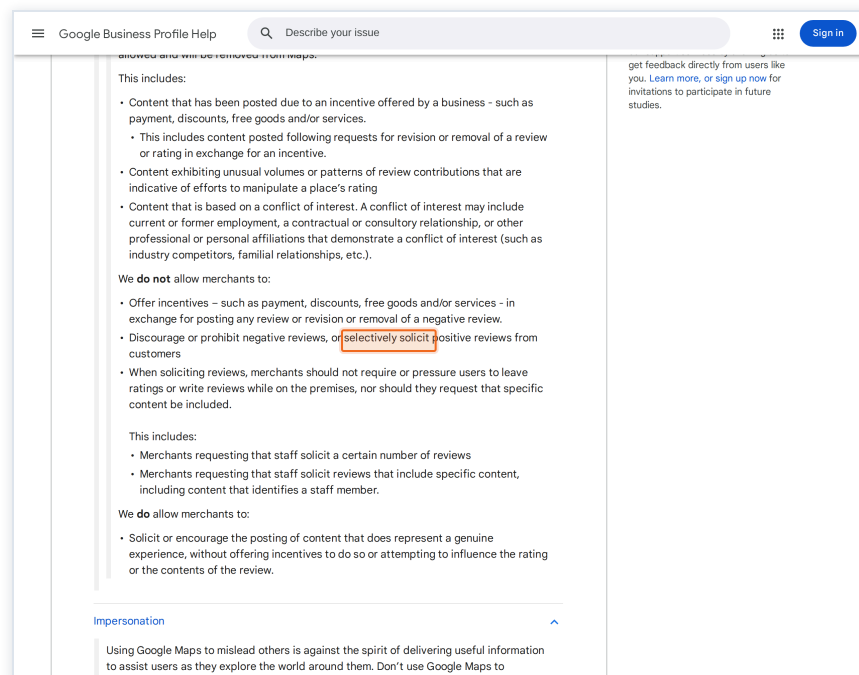 Google Business Profile Help
Describe your issue
Sign in
allowed and will be removed from Maps.
This includes:
• Content that has been posted due to an incentive offered by a business - such as
payment, discounts, free goods and/or services.
• This includes content posted following requests for revision or removal of a review
or rating in exchange for an incentive.
• Content exhibiting unusual volumes or patterns of review contributions that are
indicative of efforts to manipulate a place's rating
• Content that is based on a conflict of interest. A conflict of interest may include
current or former employment, a contractual or consultory relationship, or other
professional or personal affiliations that demonstrate a conflict of interest (such as
industry competitors, familial relationships, etc.).
We do not allow merchants to:
• Offer incentives – such as payment, discounts, free goods and/or services - in
exchange for posting any review or revision or removal of a negative review.
• Discourage or prohibit negative reviews, or selectively solicit positive reviews from
customers
• When soliciting reviews, merchants should not require or pressure users to leave
ratings or write reviews while on the premises, nor should they request that specific
content be included.
This includes:
• Merchants requesting that staff solicit a certain number of reviews
• Merchants requesting that staff solicit reviews that include specific content,
including content that identifies a staff member.
We do allow merchants to:
• Solicit or encourage the posting of content that does represent a genuine
experience, without offering incentives to do so or attempting to influence the rating
or the contents of the review.
Impersonation
Using Google Maps to mislead others is against the spirit of delivering useful information
to assist users as they explore the world around them. Don't use Google Maps to
get feedback directly from users like
you. Learn more, or sign up now for
invitations to participate in future
studies.